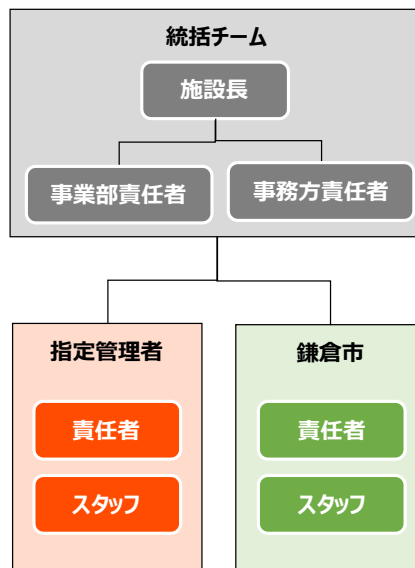 統括チーム
施設長
事業部責任者
事務方責任者
指定管理者
責任者
スタッフ
鎌倉市
責任者
スタッフ